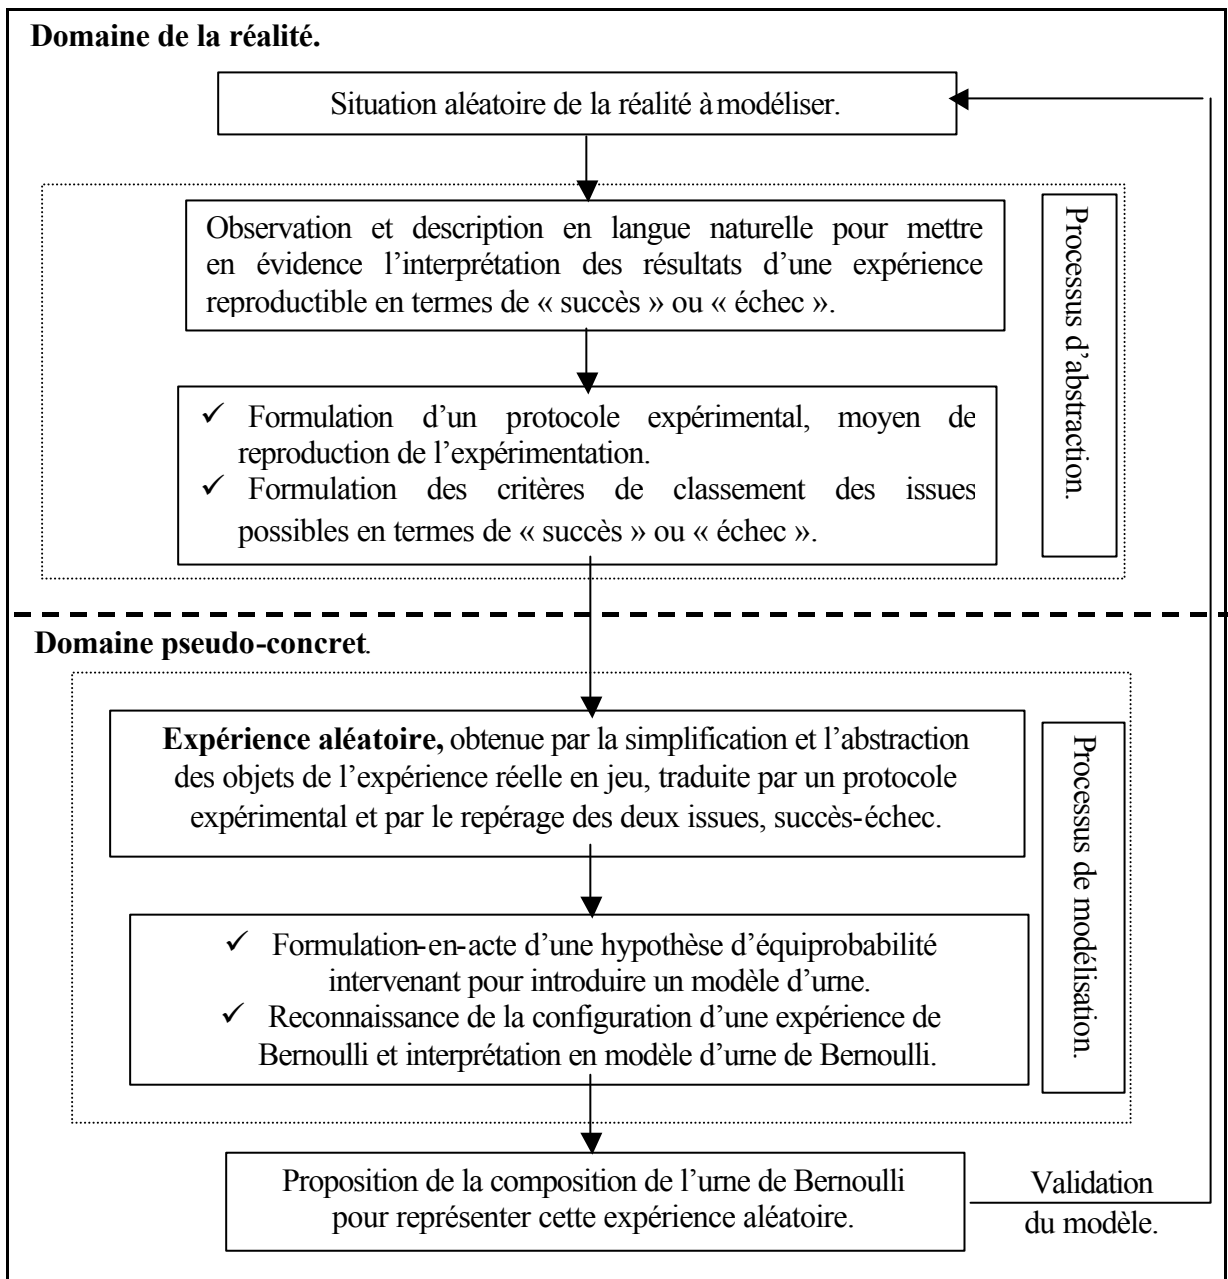 Domaine de la réalité.
Situation aléatoire de la réalité à modéliser.
Observation et description en langue naturelle pour mettre
en évidence l'interprétation des résultats d'une expérience
reproductible en termes de « succès » ou « échec ».
Processus d'abstraction.
✓ Formulation d'un protocole expérimental, moyen de
reproduction de l'expérimentation.
✓ Formulation des critères de classement des issues
possibles en termes de « succès » ou « échec ».
Domaine pseudo-concret.
Expérience aléatoire, obtenue par la simplification et l'abstraction
des objets de l'expérience réelle en jeu, traduite par un protocole
expérimental et par le repérage des deux issues, succès-échec.
Processus de modélisation.
✓ Formulation-en-acte d'une hypothèse d'équiprobabilité
intervenant pour introduire un modèle d'urne.
✓ Reconnaissance de la configuration d'une expérience de
Bernoulli et interprétation en modèle d'urne de Bernoulli.
Proposition de la composition de l'urne de Bernoulli
pour représenter cette expérience aléatoire.
Validation
du modèle.